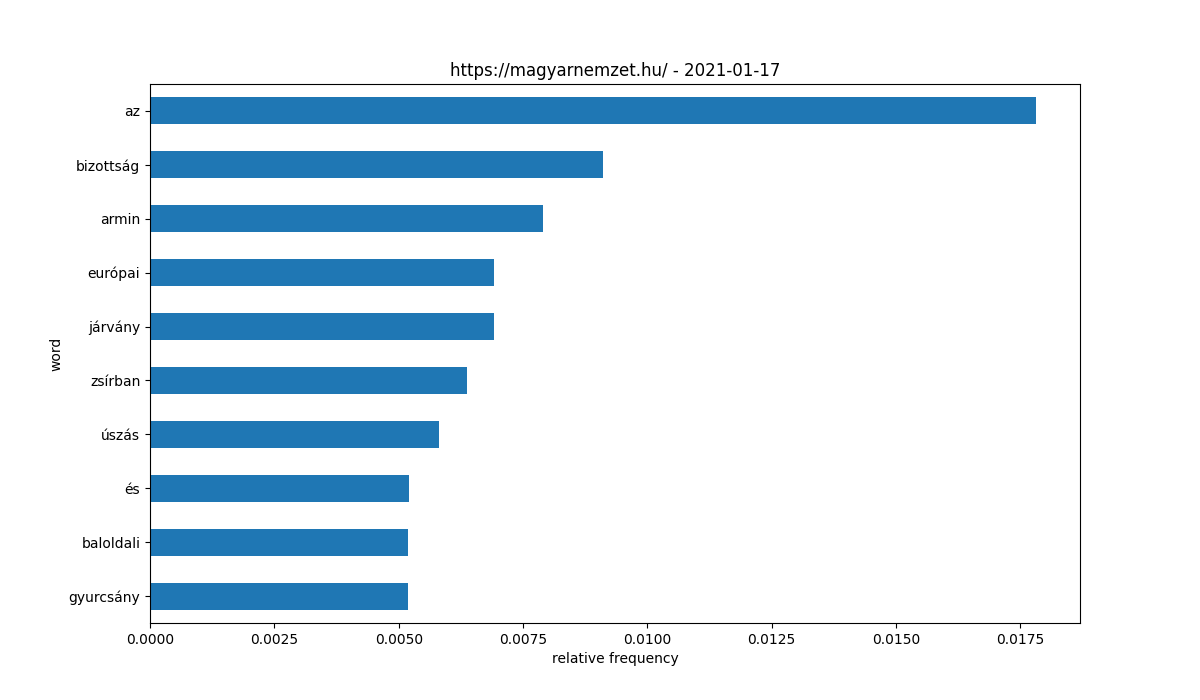 https://magyarnemzet.hu/ - 2021-01-17
az
bizottság
armin
európai
járvány
zsírban
úszás
és
baloldali
gyurcsány
word
0.0000 0.0025 0.0050 0.0075 0.0100 0.0125 0.0150 0.0175
relative frequency